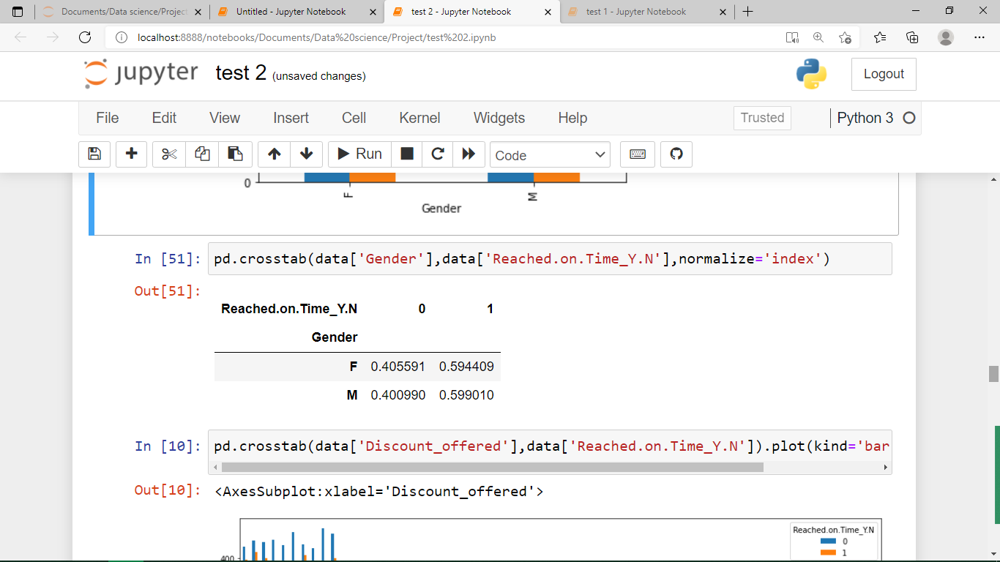 Documents/Data science/Project
Untitled - Jupyter Notebook
test 2 - Jupyter Notebook
test 1 - Jupyter Notebook
localhost:8888/notebooks/Documents/Data%20science/Project/test%202.ipynb
jupyter test 2 (unsaved changes)
Logout
File Edit View Insert Cell Kernel Widgets Help Trusted Python 3
Run Code
0
F M
Gender
In [51]: pd.crosstab(data['Gender'],data['Reached.on.Time_Y.N'],normalize='index')
Out[51]:
Reached.on.Time_Y.N 0 1
Gender
F 0.405591 0.594409
M 0.400990 0.599010
In [10]: pd.crosstab(data['Discount_offered'],data['Reached.on.Time_Y.N']).plot(kind='bar
Out[10]: <AxesSubplot:xlabel='Discount_offered'>
Reached.on.Time_Y.N
0
1
400